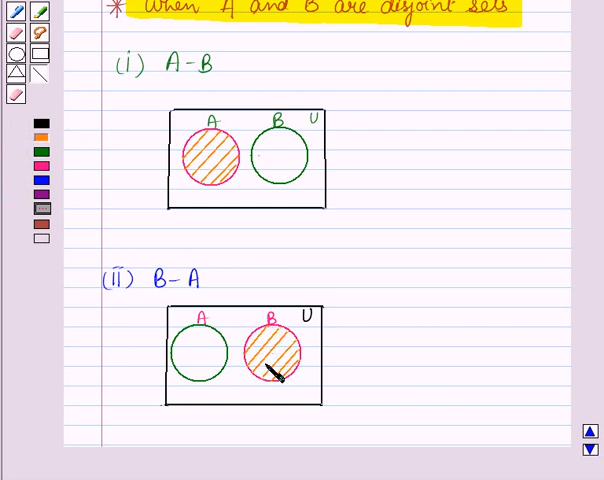 * When A and B are disjoint sets
(i) A-B
A B U
(ii) B-A
A B U